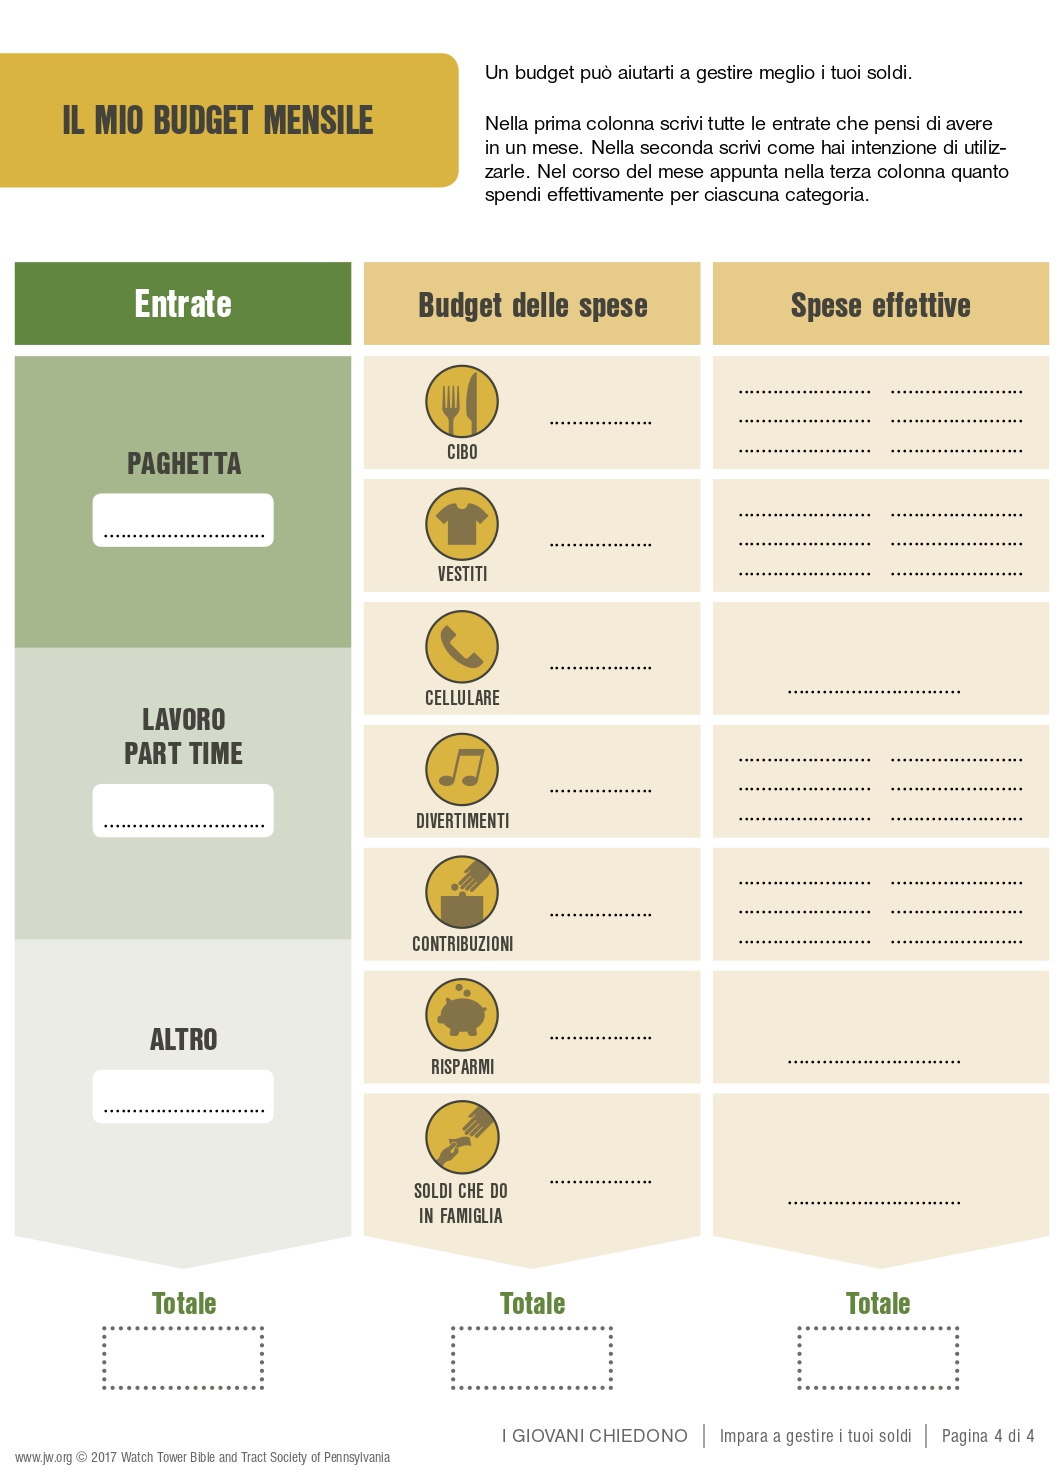 IL MIO BUDGET MENSILE
Un budget può aiutarti a gestire meglio i tuoi soldi.
Nella prima colonna scrivi tutte le entrate che pensi di avere
in un mese. Nella seconda scrivi come hai intenzione di utiliz-
zarle. Nel corso del mese appunta nella terza colonna quanto
spendi effettivamente per ciascuna categoria.
Entrate
PAGHETTA
LAVORO
PART TIME
ALTRO
Totale
Budget delle spese
CIBO
VESTITI
CELLULARE
DIVERTIMENTI
CONTRIBUZIONI
RISPARMI
SOLDI CHE DO
IN FAMIGLIA
Totale
Spese effettive
Totale
I GIOVANI CHIEDONO | Impara a gestire i tuoi soldi | Pagina 4 di 4
www.jw.org © 2017 Watch Tower Bible and Tract Society of Pennsylvania